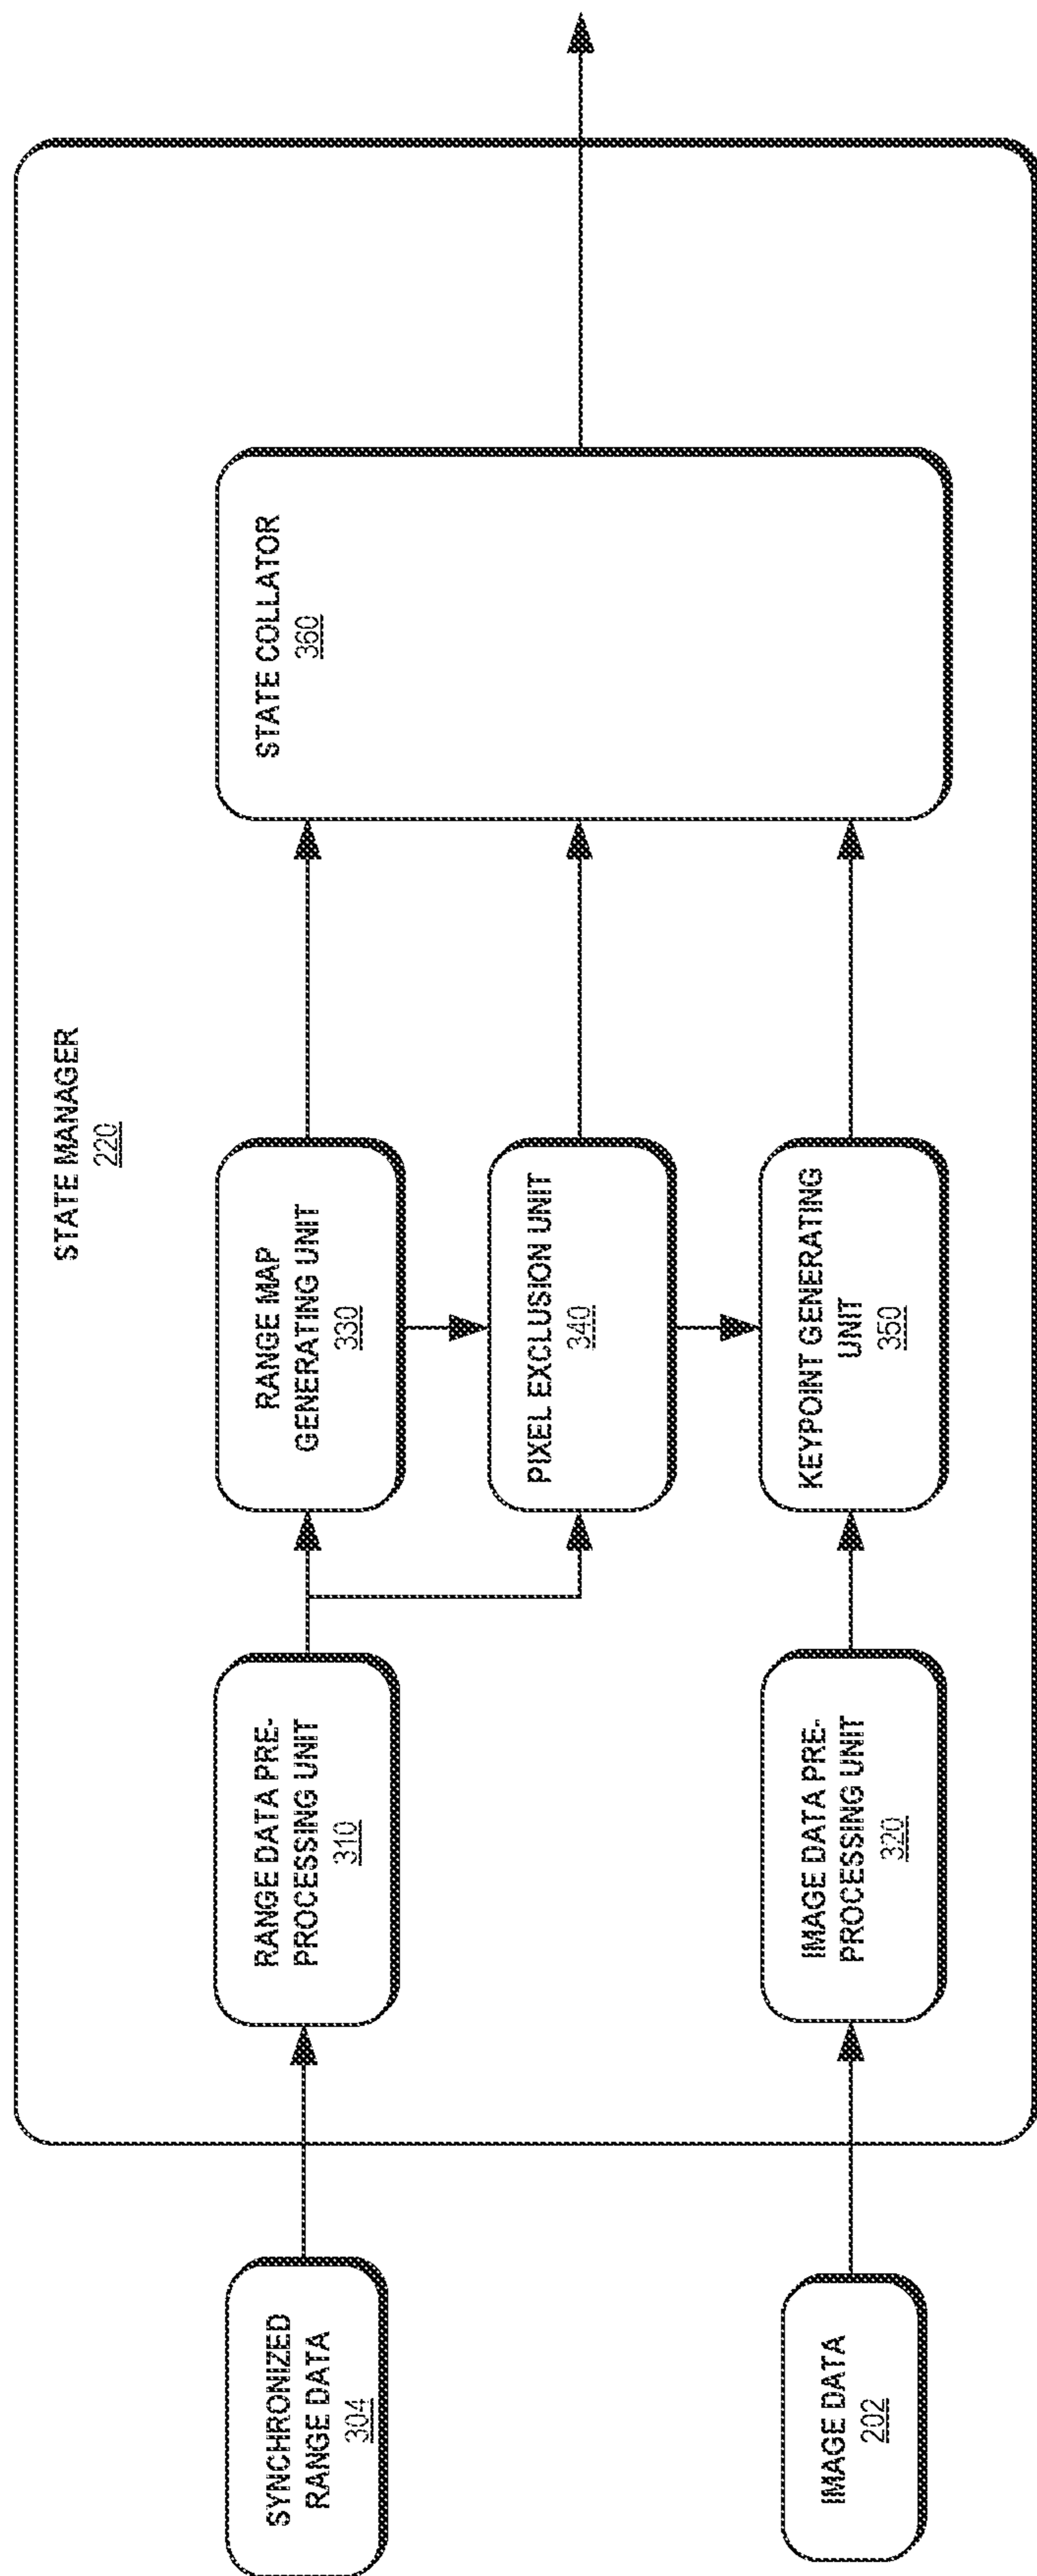 STATE MANAGER
220
SYNCHRONIZED
RANGE DATA
304
RANGE DATA PRE-
PROCESSING UNIT
310
RANGE MAP
GENERATING UNIT
330
STATE COLLATOR
360
PIXEL EXCLUSION UNIT
340
IMAGE DATA
202
IMAGE DATA PRE-
PROCESSING UNIT
320
KEYPOINT GENERATING
UNIT
350